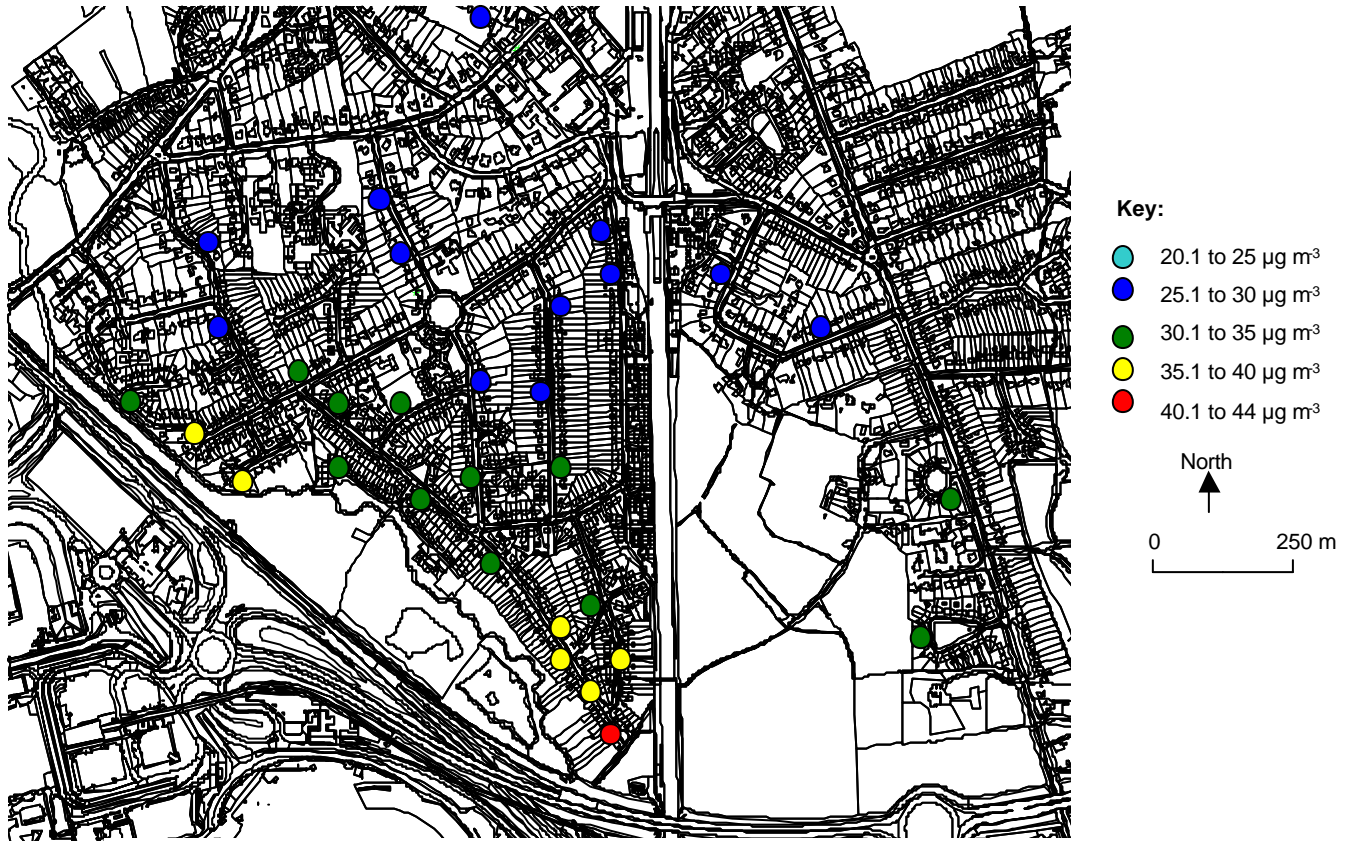 Key:
20.1 to 25 µg m⁻³
25.1 to 30 µg m⁻³
30.1 to 35 µg m⁻³
35.1 to 40 µg m⁻³
40.1 to 44 µg m⁻³
North
0 250 m